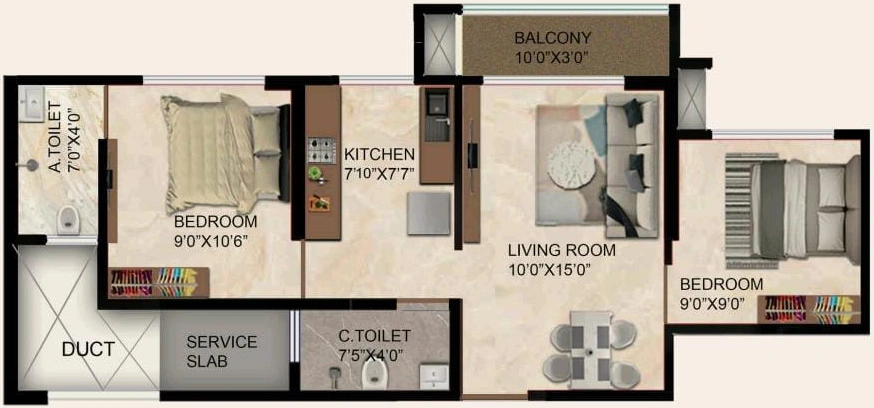 BALCONY
10'0"X3'0"
A.TOILET
7'0"X4'0"
KITCHEN
7'10"X7'7"
BEDROOM
9'0"X10'6"
LIVING ROOM
10'0"X15'0"
BEDROOM
9'0"X9'0"
DUCT
SERVICE
SLAB
C.TOILET
7'5"X4'0"